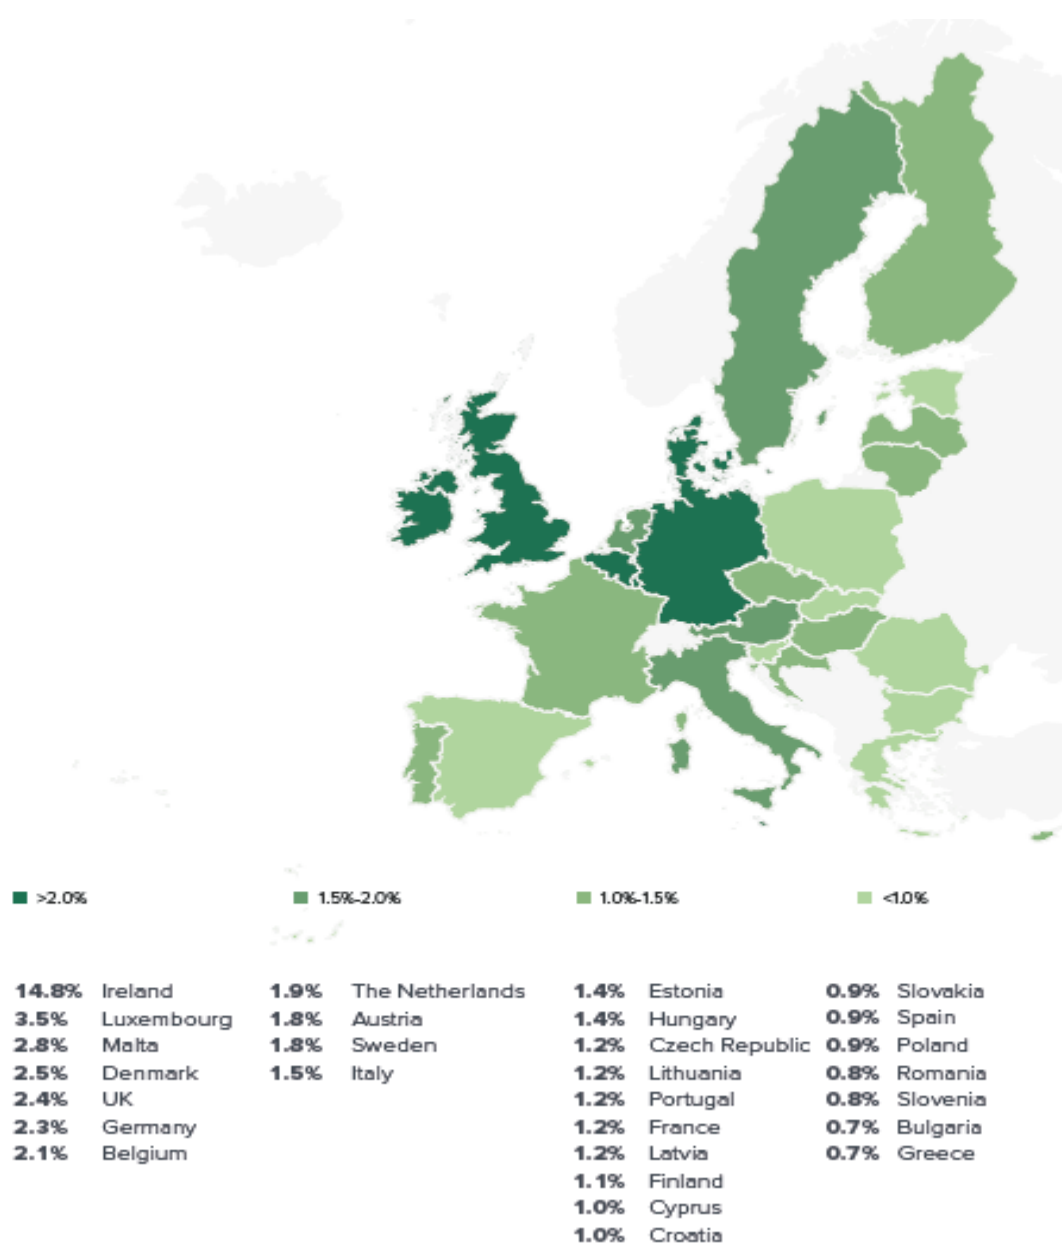 >2.0%
1.5%-2.0%
1.0%-1.5%
<1.0%
14.8% Ireland
3.5% Luxembourg
2.8% Malta
2.5% Denmark
2.4% UK
2.3% Germany
2.1% Belgium
1.9% The Netherlands
1.8% Austria
1.8% Sweden
1.5% Italy
1.4% Estonia
1.4% Hungary
1.2% Czech Republic
1.2% Lithuania
1.2% Portugal
1.2% France
1.2% Latvia
1.1% Finland
1.0% Cyprus
1.0% Croatia
0.9% Slovakia
0.9% Spain
0.9% Poland
0.8% Romania
0.8% Slovenia
0.7% Bulgaria
0.7% Greece